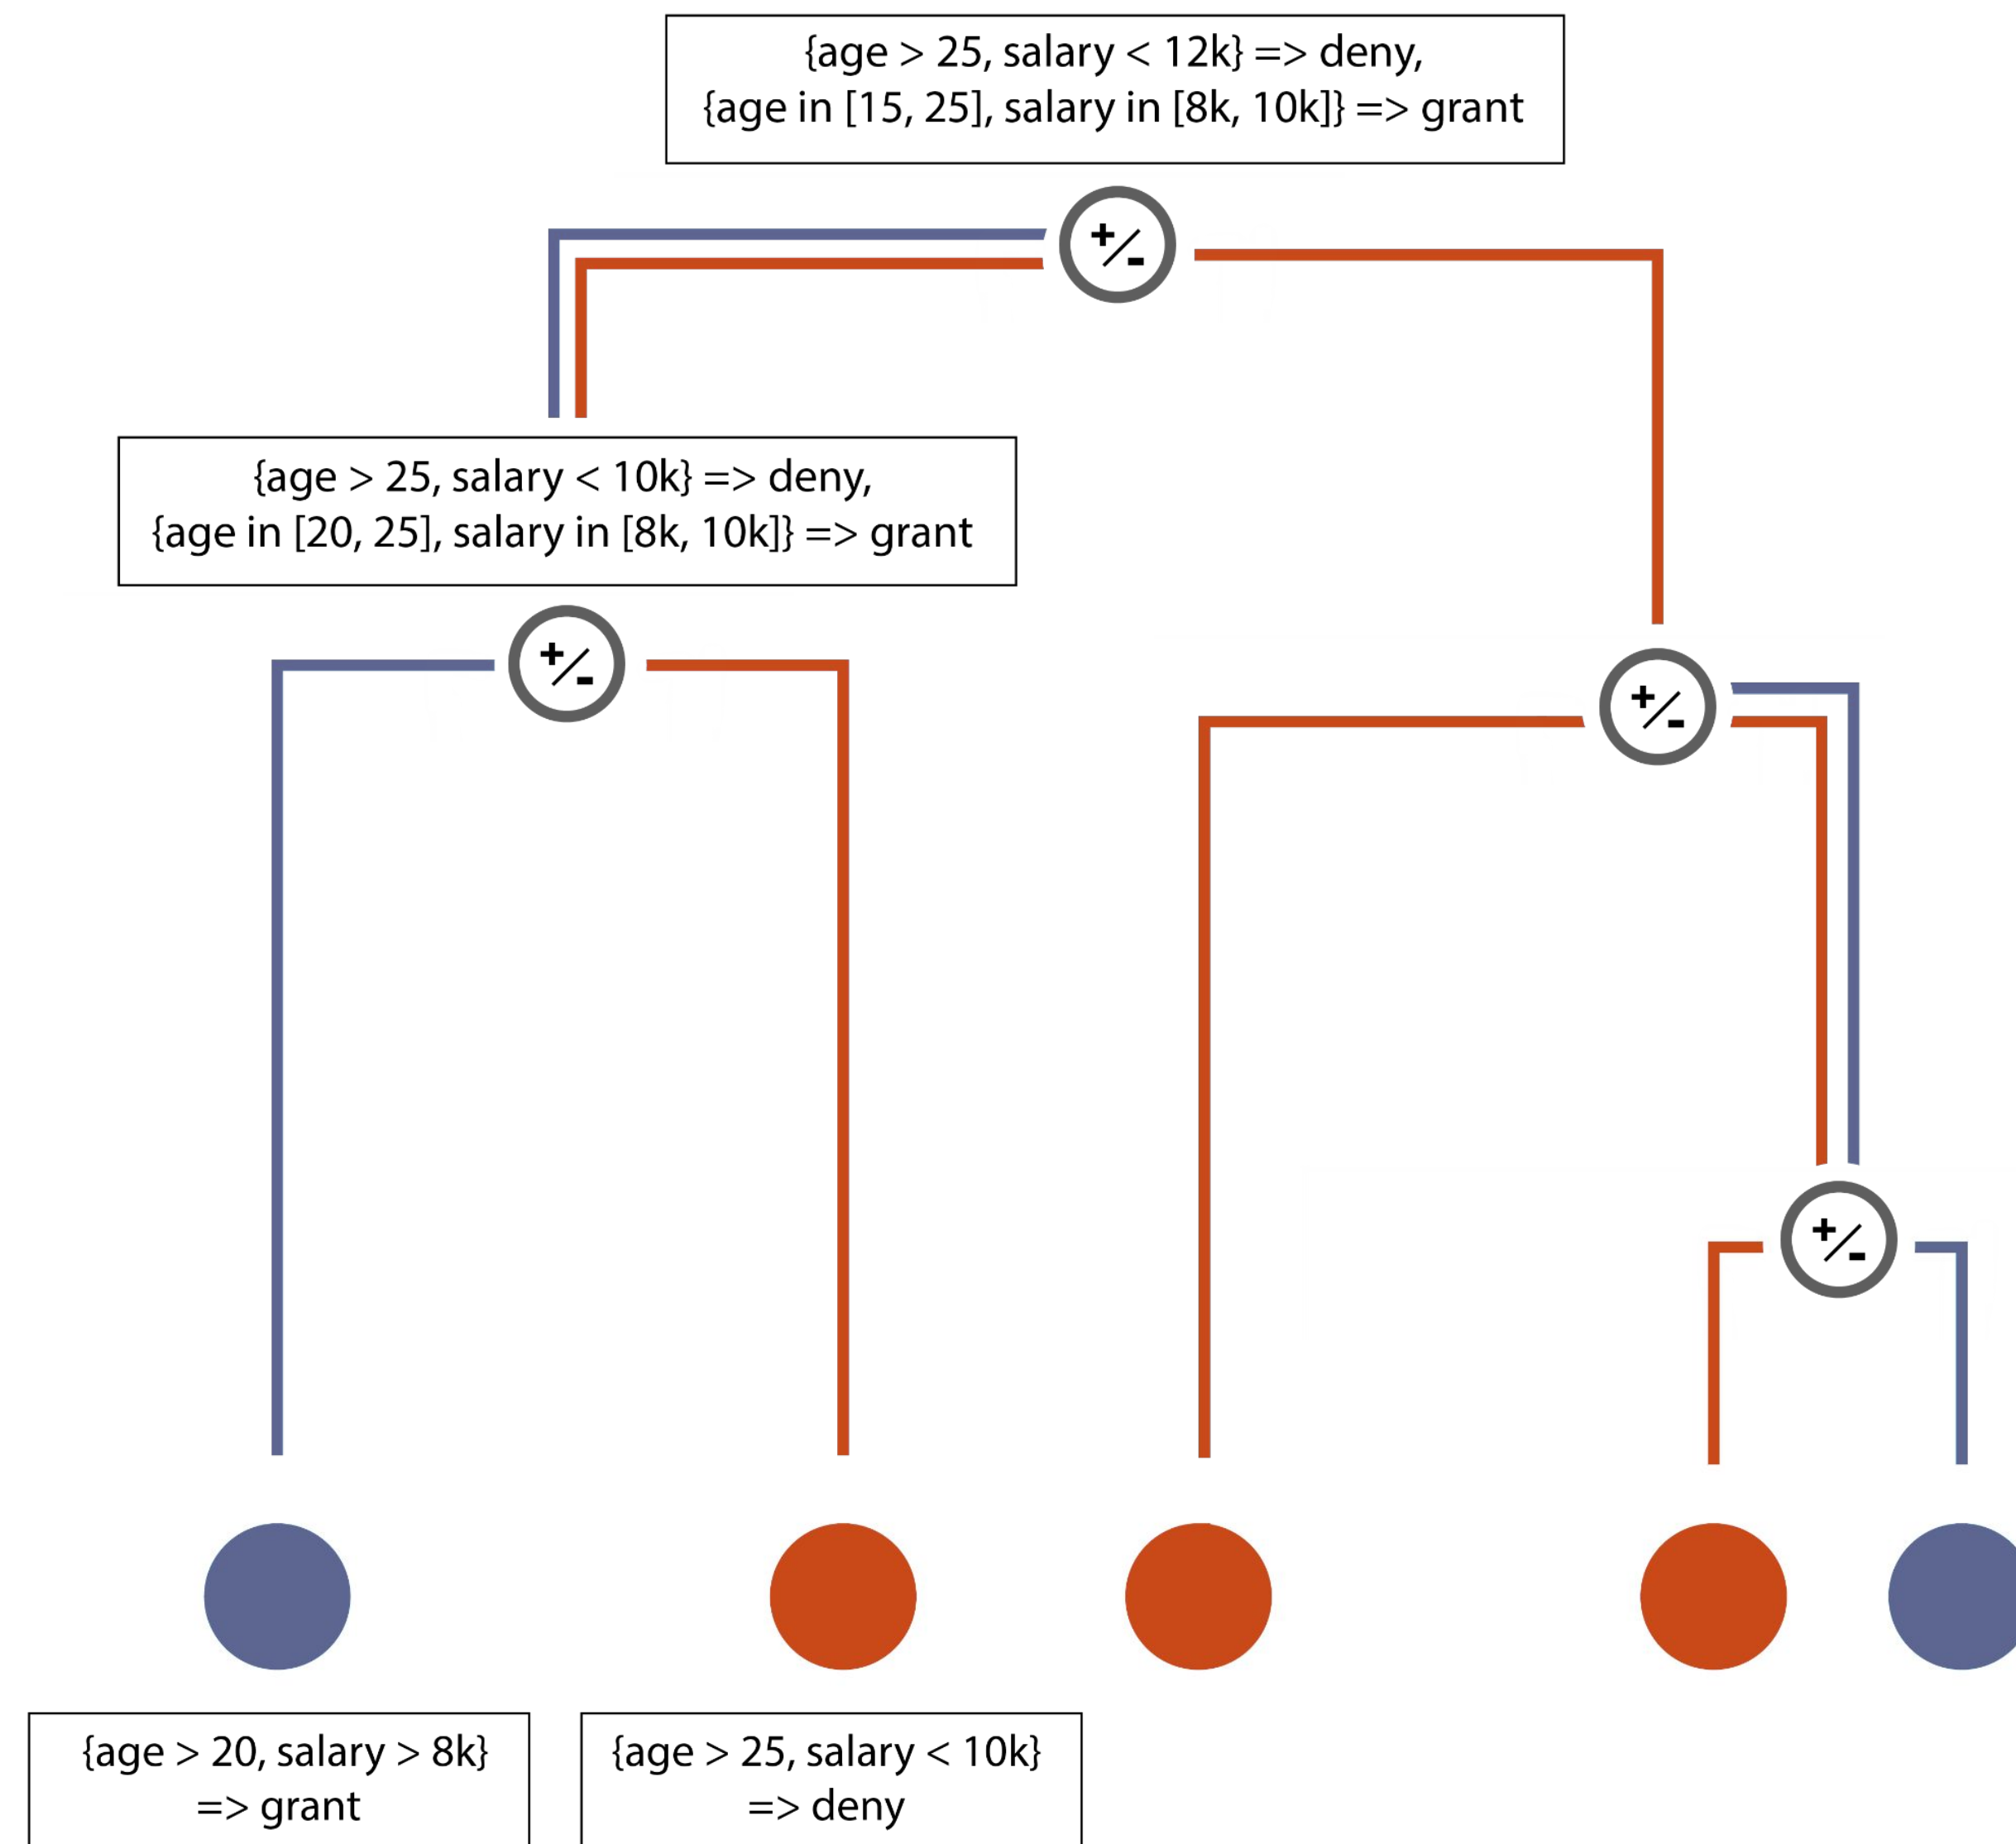 {age > 25, salary < 12k} => deny,
{age in [15, 25], salary in [8k, 10k]} => grant
+/-
{age > 25, salary < 10k} => deny,
{age in [20, 25], salary in [8k, 10k]} => grant
+/-
+/-
+/-
{age > 20, salary > 8k}
=> grant
{age > 25, salary < 10k}
=> deny